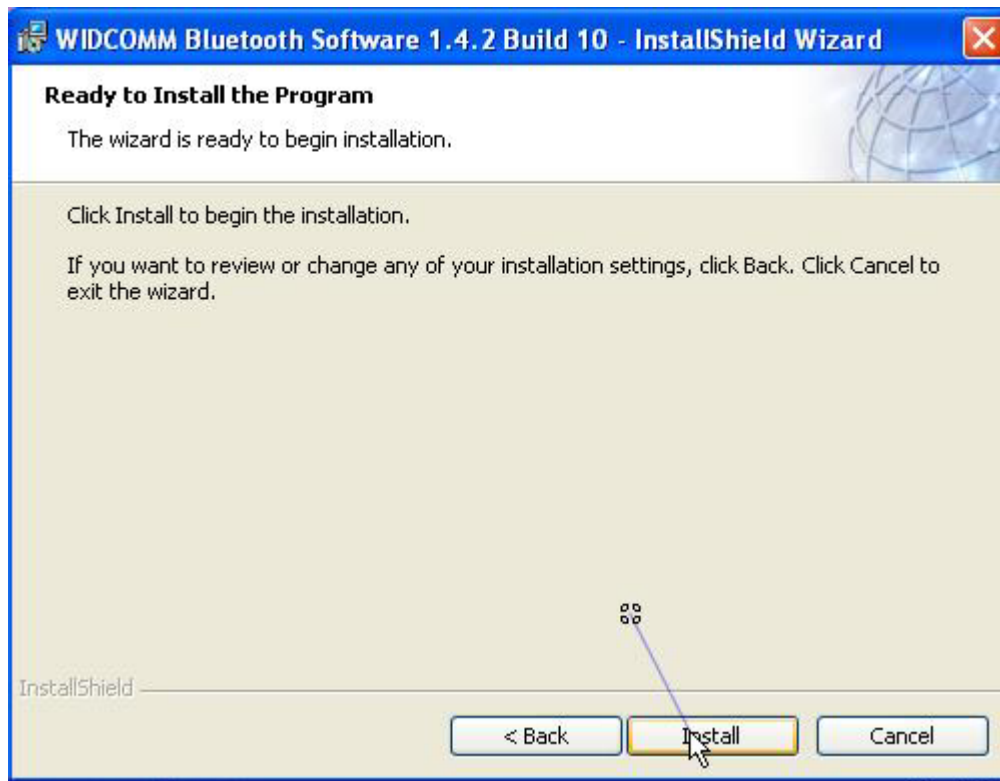 WIDCOMM Bluetooth Software 1.4.2 Build 10 - InstallShield Wizard
Ready to Install the Program
The wizard is ready to begin installation.
Click Install to begin the installation.
If you want to review or change any of your installation settings, click Back. Click Cancel to
exit the wizard.
InstallShield
< Back
Install
Cancel